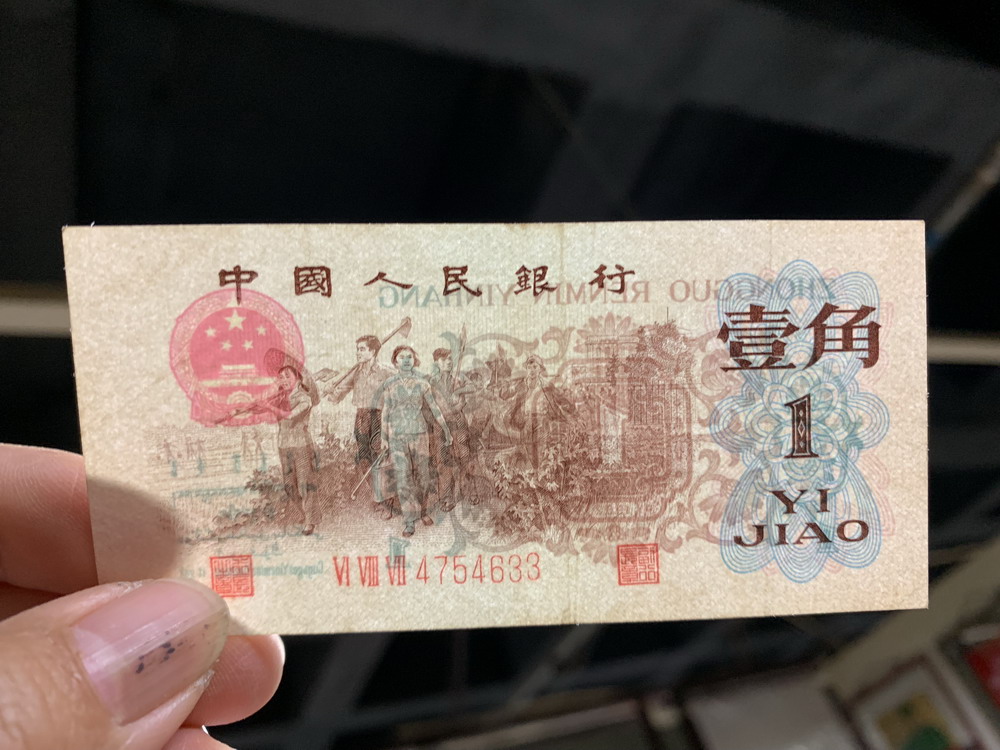 中國人民銀行
ZHONGGUO RENMIN YINHANG
壹角
1
YI
JIAO
VI VIII VII 4754633